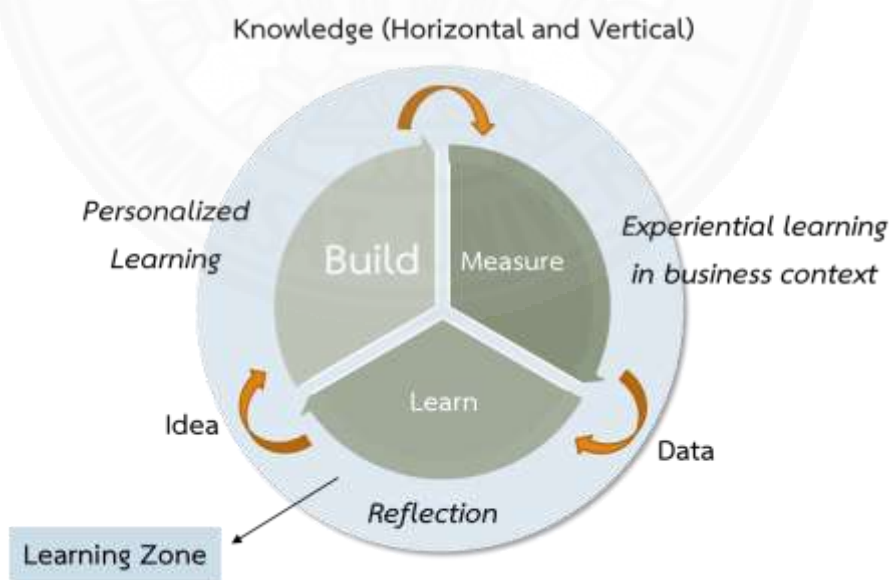 Knowledge (Horizontal and Vertical)
Personalized
Learning
Build
Measure
Experiential learning
in business context
Learn
Idea
Data
Reflection
Learning Zone